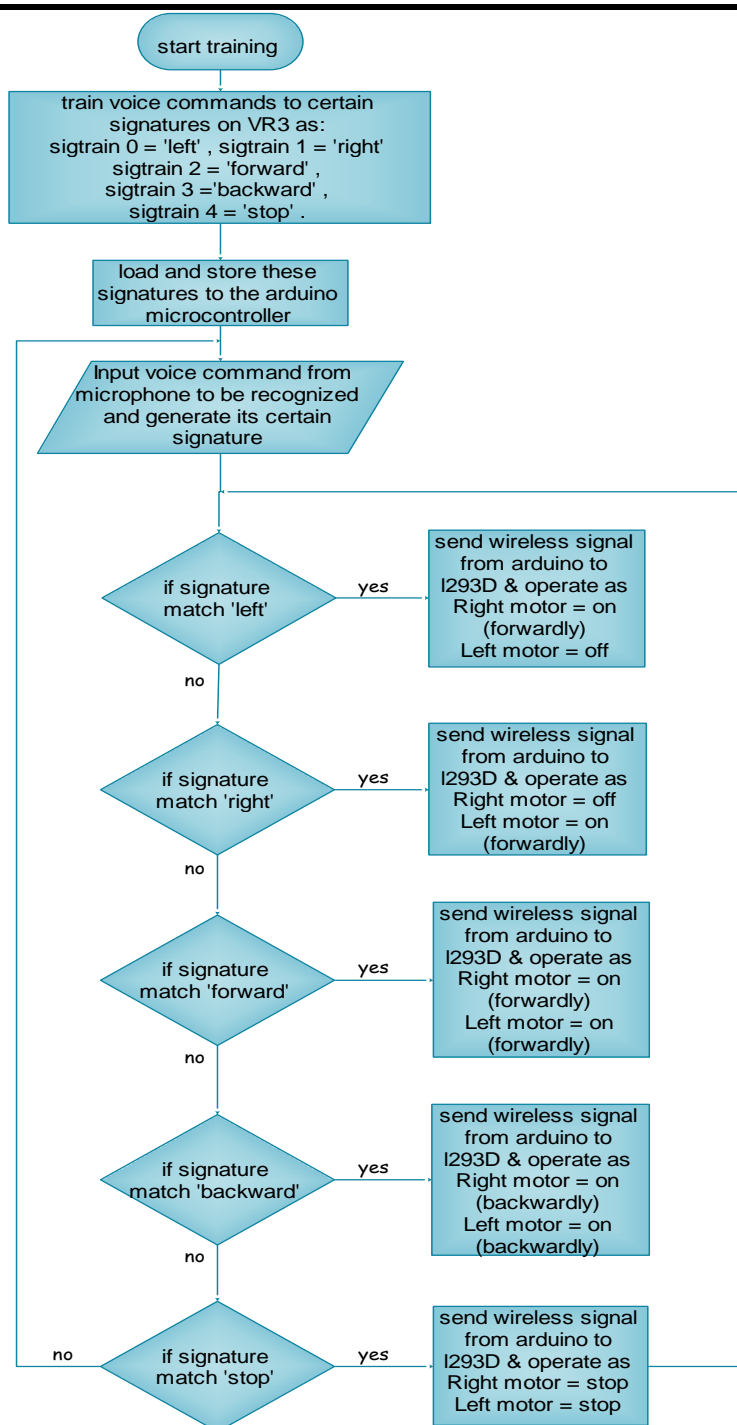 start training
train voice commands to certain
signatures on VR3 as:
sigtrain 0 = 'left' , sigtrain 1 = 'right'
sigtrain 2 = 'forward' ,
sigtrain 3 ='backward' ,
sigtrain 4 = 'stop' .
load and store these
signatures to the arduino
microcontroller
Input voice command from
microphone to be recognized
and generate its certain
signature
if signature
match 'left'
yes
send wireless signal
from arduino to
l293D & operate as
Right motor = on
(forwardly)
Left motor = off
no
if signature
match 'right'
yes
send wireless signal
from arduino to
l293D & operate as
Right motor = off
Left motor = on
(forwardly)
no
if signature
match 'forward'
yes
send wireless signal
from arduino to
l293D & operate as
Right motor = on
(forwardly)
Left motor = on
(forwardly)
no
if signature
match 'backward'
yes
send wireless signal
from arduino to
l293D & operate as
Right motor = on
(backwardly)
Left motor = on
(backwardly)
no
no
if signature
match 'stop'
yes
send wireless signal
from arduino to
l293D & operate as
Right motor = stop
Left motor = stop